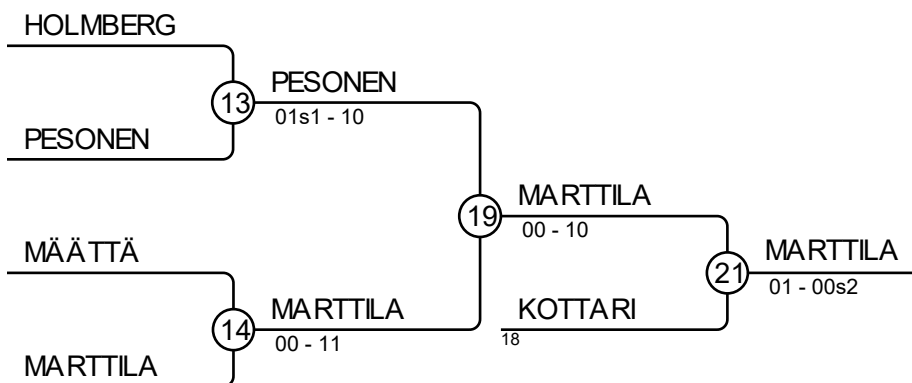 HOLMBERG
13
PESONEN
01s1 - 10
PESONEN
19
MARTTILA
00 - 10
MÄÄTTÄ
21
MARTTILA
01 - 00s2
14
MARTTILA
00 - 11
KOTTARI
18
MARTTILA